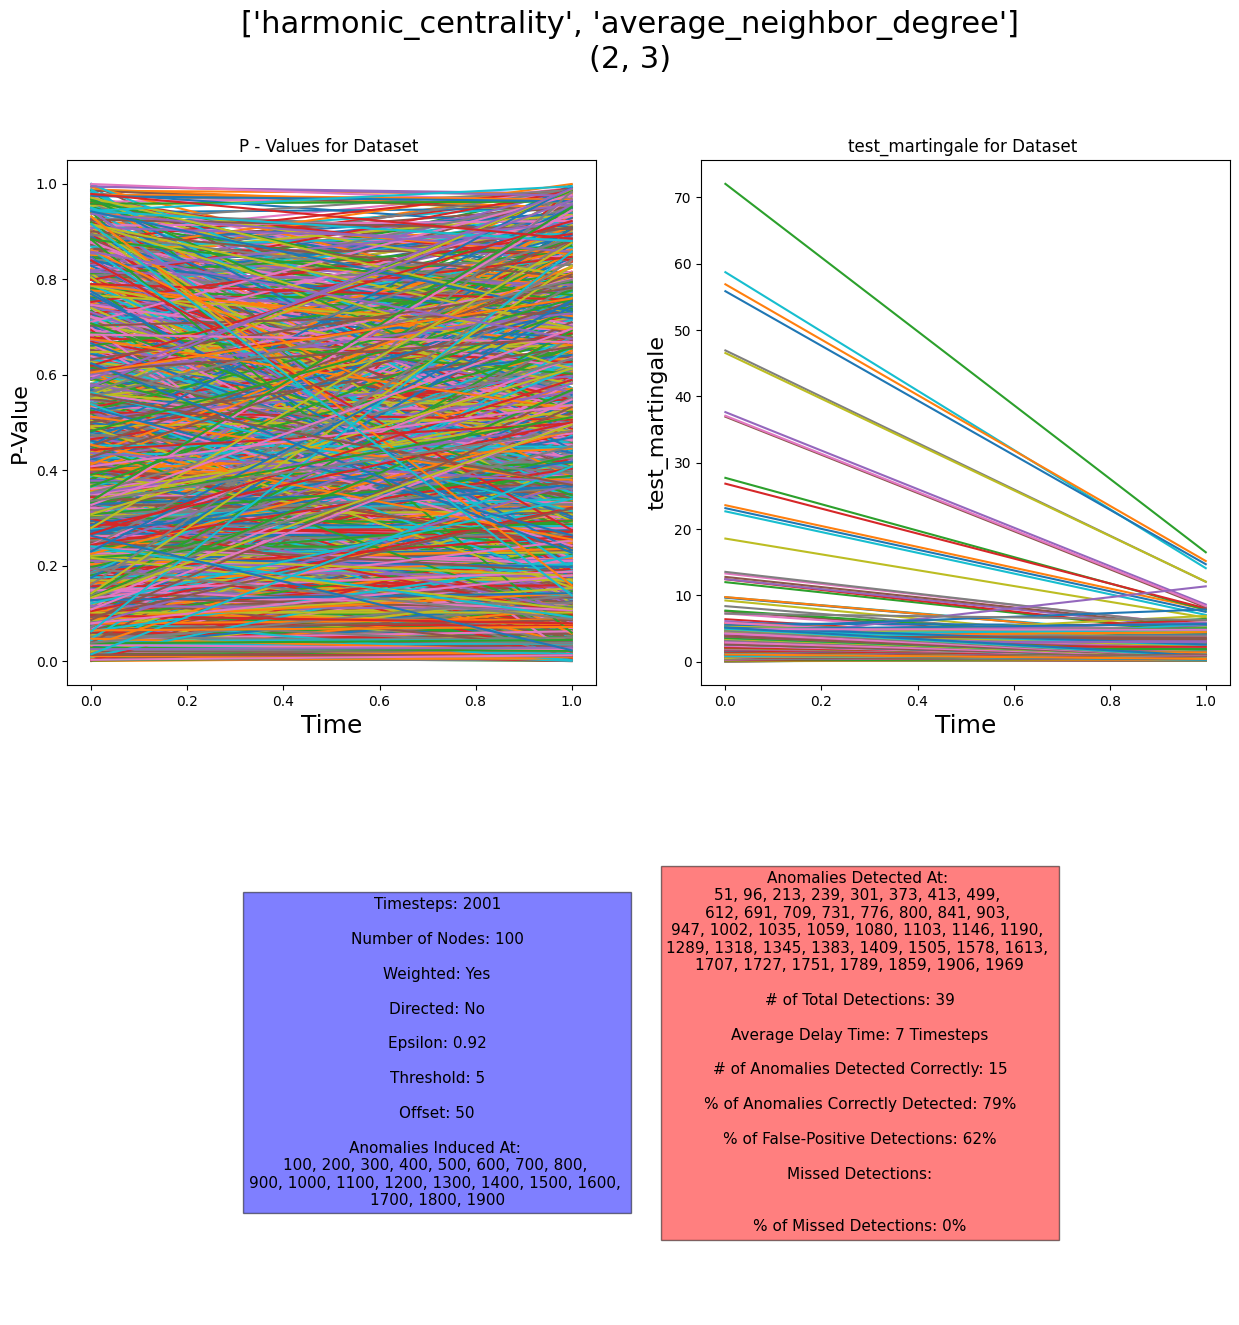 ['harmonic_centrality', 'average_neighbor_degree']
(2, 3)
P - Values for Dataset
P-Value
1.0
0.8
0.6
0.4
0.2
0.0
0.0 0.2 0.4 0.6 0.8 1.0
Time
test_martingale for Dataset
test_martingale
70
60
50
40
30
20
10
0
0.0 0.2 0.4 0.6 0.8 1.0
Time
Timesteps: 2001
Number of Nodes: 100
Weighted: Yes
Directed: No
Epsilon: 0.92
Threshold: 5
Offset: 50
Anomalies Induced At:
100, 200, 300, 400, 500, 600, 700, 800,
900, 1000, 1100, 1200, 1300, 1400, 1500, 1600,
1700, 1800, 1900
Anomalies Detected At:
51, 96, 213, 239, 301, 373, 413, 499,
612, 691, 709, 731, 776, 800, 841, 903,
947, 1002, 1035, 1059, 1080, 1103, 1146, 1190,
1289, 1318, 1345, 1383, 1409, 1505, 1578, 1613,
1707, 1727, 1751, 1789, 1859, 1906, 1969
# of Total Detections: 39
Average Delay Time: 7 Timesteps
# of Anomalies Detected Correctly: 15
% of Anomalies Correctly Detected: 79%
% of False-Positive Detections: 62%
Missed Detections:
% of Missed Detections: 0%